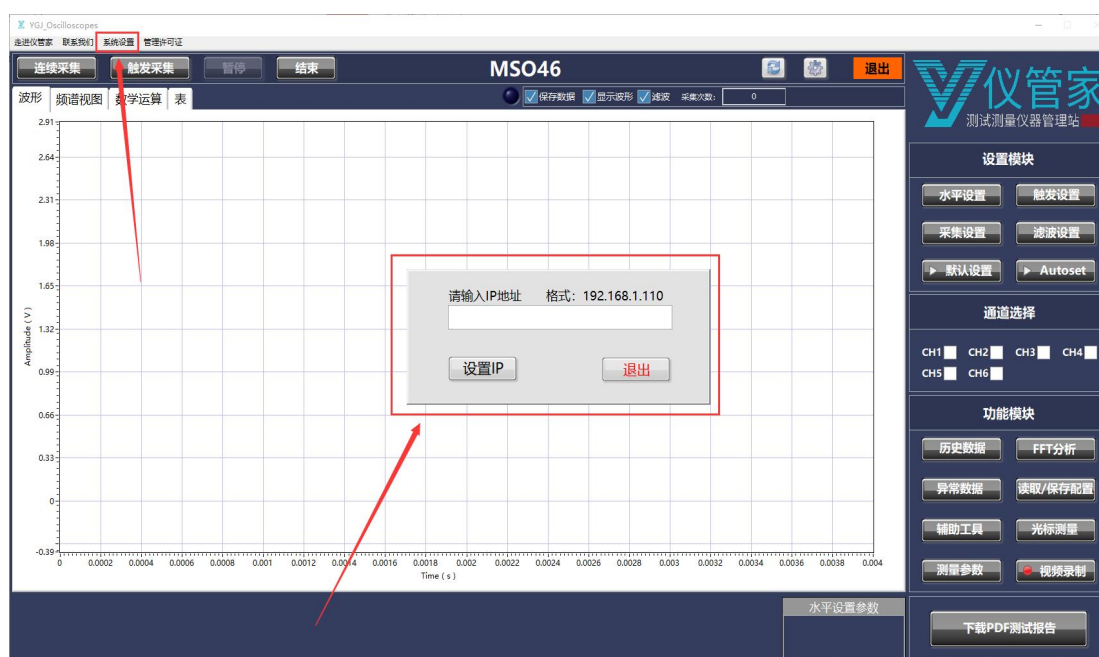 YGJ_Oscilloscopes
走进仪管家 联系我们 系统设置 管理许可证
连续采集 触发采集 暂停 结束 MSO46 退出
波形 频谱视图 数学运算 表 保存数据 显示波形 滤波 采集次数: 0
仪管家
测试测量仪器管理站
2.91
2.64
2.31
1.98
1.65
1.32
0.99
0.66
0.33
0
-0.39
Amplitude ( V )
0 0.0002 0.0004 0.0006 0.0008 0.001 0.0012 0.0014 0.0016 0.0018 0.002 0.0022 0.0024 0.0026 0.0028 0.003 0.0032 0.0034 0.0036 0.0038 0.004
Time ( s )
请输入IP地址 格式: 192.168.1.110
设置IP 退出
设置模块
水平设置 触发设置
采集设置 滤波设置
默认设置 Autoset
通道选择
CH1 CH2 CH3 CH4
CH5 CH6
功能模块
历史数据 FFT分析
异常数据 读取/保存配置
辅助工具 光标测量
测量参数 视频录制
水平设置参数
下载PDF测试报告